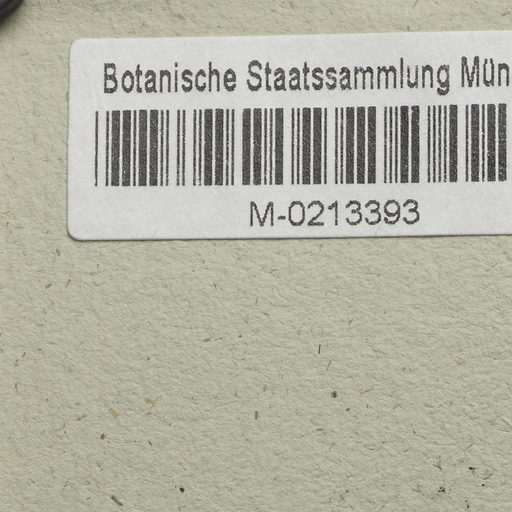 Botanische Staatssammlung Mün
M-0213393